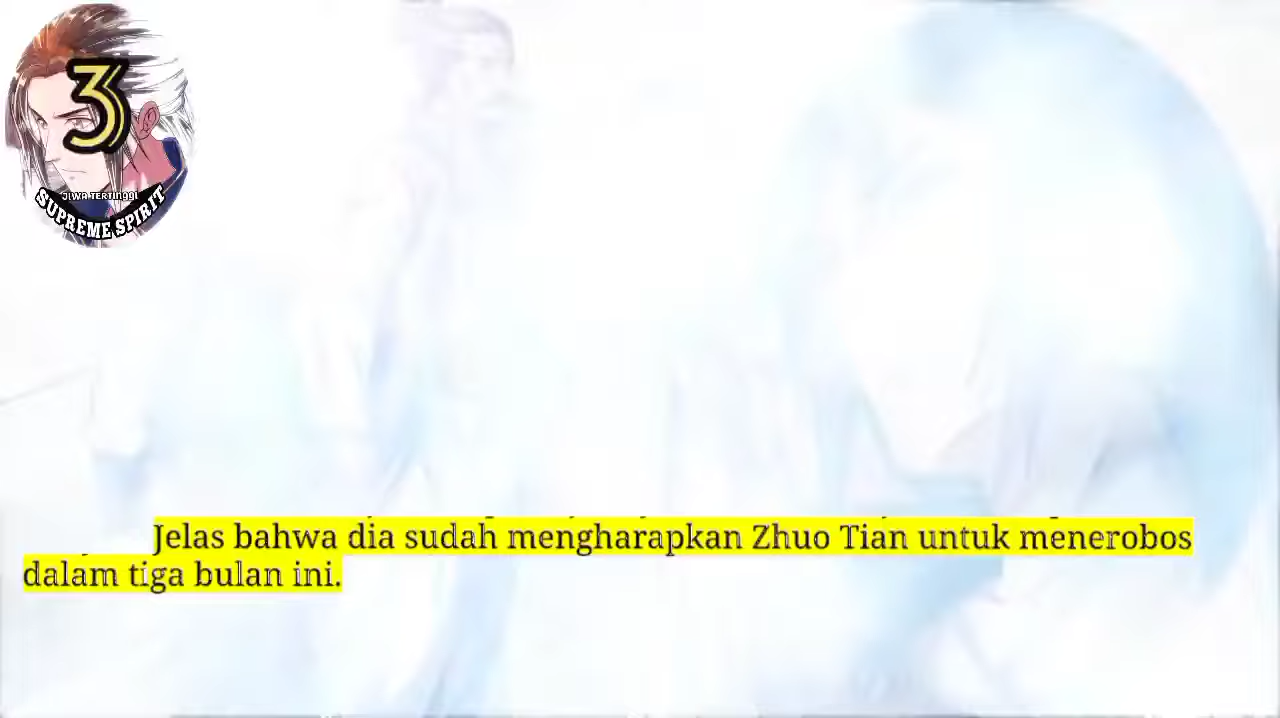 3
JIWA TERTINGGI
SUPREME SPIRIT
Jelas bahwa dia sudah mengharapkan Zhuo Tian untuk menerobos
dalam tiga bulan ini.